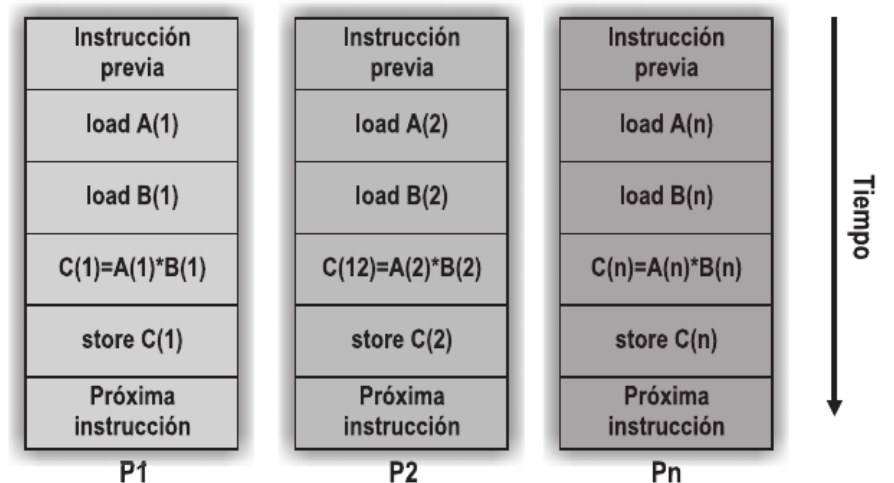 Instrucción
previa
load A(1)
load B(1)
C(1)=A(1)*B(1)
store C(1)
Próxima
instrucción
P1
Instrucción
previa
load A(2)
load B(2)
C(12)=A(2)*B(2)
store C(2)
Próxima
instrucción
P2
Instrucción
previa
load A(n)
load B(n)
C(n)=A(n)*B(n)
store C(n)
Próxima
instrucción
Pn
Tiempo